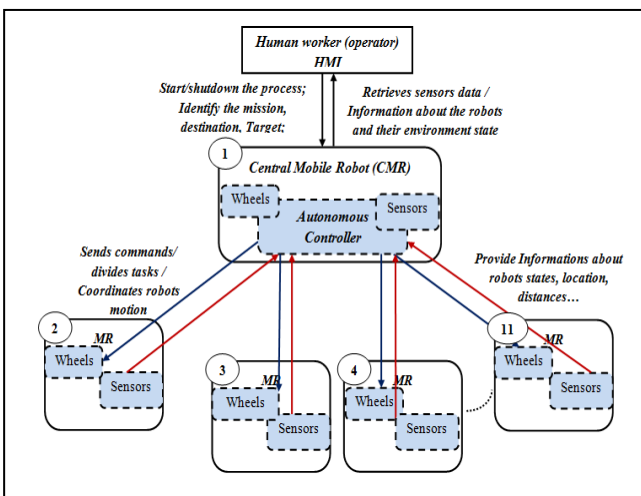 Human worker (operator)
HMI
Start/shutdown the process;
Identify the mission,
destination, Target;
Retrieves sensors data /
Information about the robots
and their environment state
1
Central Mobile Robot (CMR)
Wheels
Sensors
Autonomous
Controller
Sends commands/
divides tasks /
Coordinates robots
motion
Provide Informations about
robots states, location,
distances…
2
MR
Wheels
Sensors
3
MR
Wheels
Sensors
4
MR
Wheels
Sensors
11
MR
Wheels
Sensors